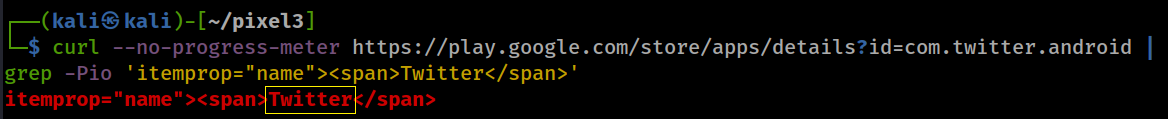 ┌──(kali㉿kali)-[~/pixel3]
└─$ curl --no-progress-meter https://play.google.com/store/apps/details?id=com.twitter.android |
grep -Pio 'itemprop="name"><span>Twitter</span>'
itemprop="name"><span>Twitter</span>